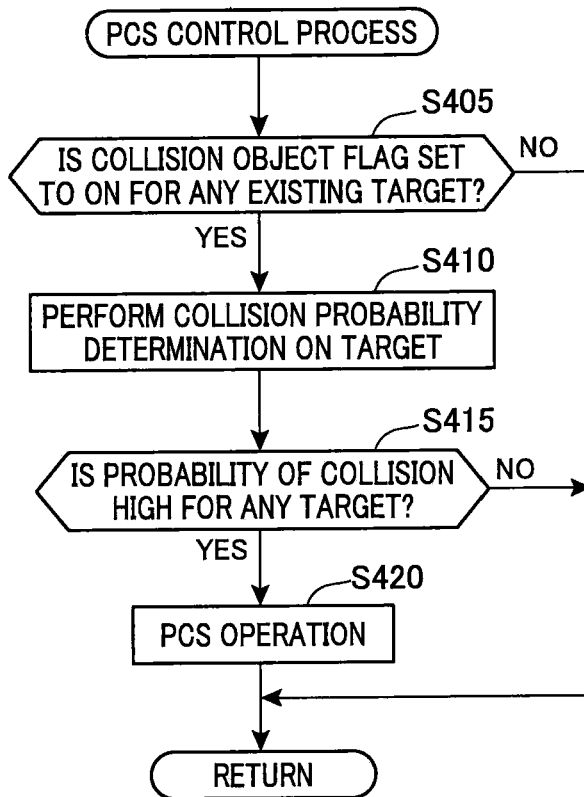 PCS CONTROL PROCESS
S405
IS COLLISION OBJECT FLAG SET
TO ON FOR ANY EXISTING TARGET?
NO
YES
S410
PERFORM COLLISION PROBABILITY
DETERMINATION ON TARGET
S415
IS PROBABILITY OF COLLISION
HIGH FOR ANY TARGET?
NO
YES
S420
PCS OPERATION
RETURN